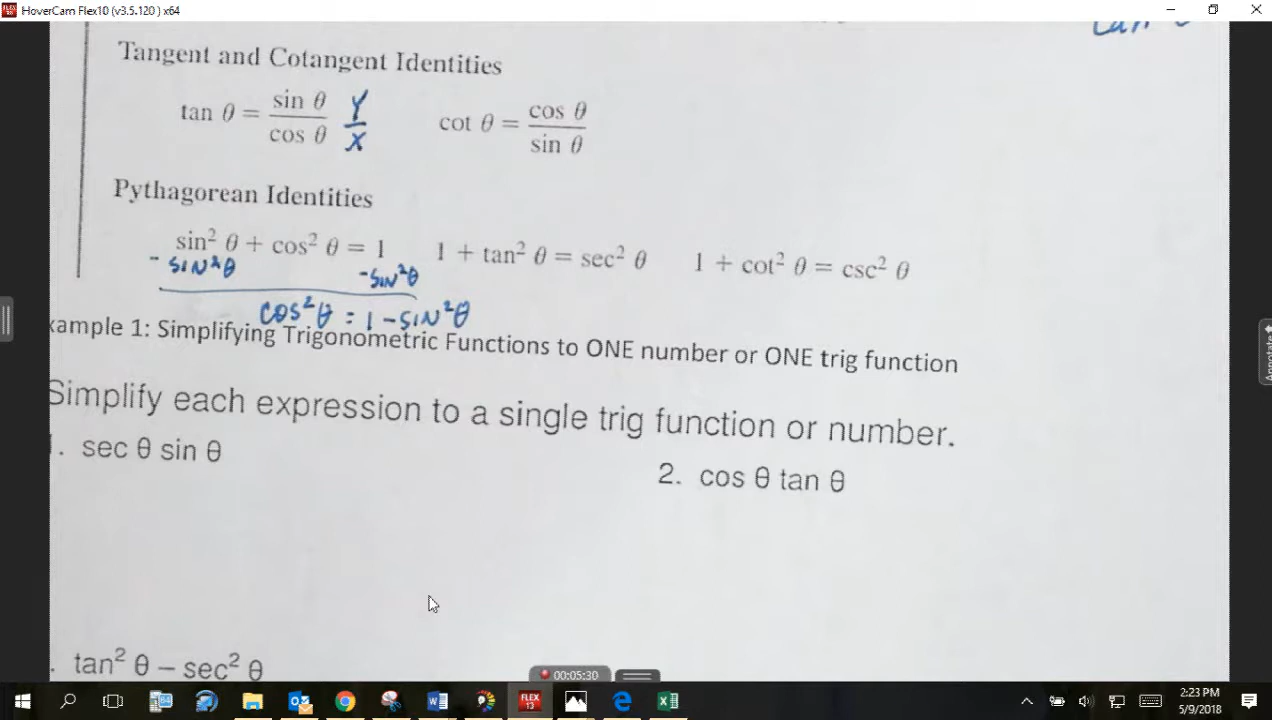 HoverCam Flex10 (v3.5.120 ) x64
Tangent and Cotangent Identities
tan θ = sin θ / cos θ Y / X cot θ = cos θ / sin θ
Pythagorean Identities
sin² θ + cos² θ = 1 1 + tan² θ = sec² θ 1 + cot² θ = csc² θ
- SIN²θ -SIN²θ
COS²θ = 1 - SIN²θ
xample 1: Simplifying Trigonometric Functions to ONE number or ONE trig function
Simplify each expression to a single trig function or number.
. sec θ sin θ
2. cos θ tan θ
. tan² θ – sec² θ
Annotate
00:05:30
FLEX
13
2:23 PM
5/9/2018